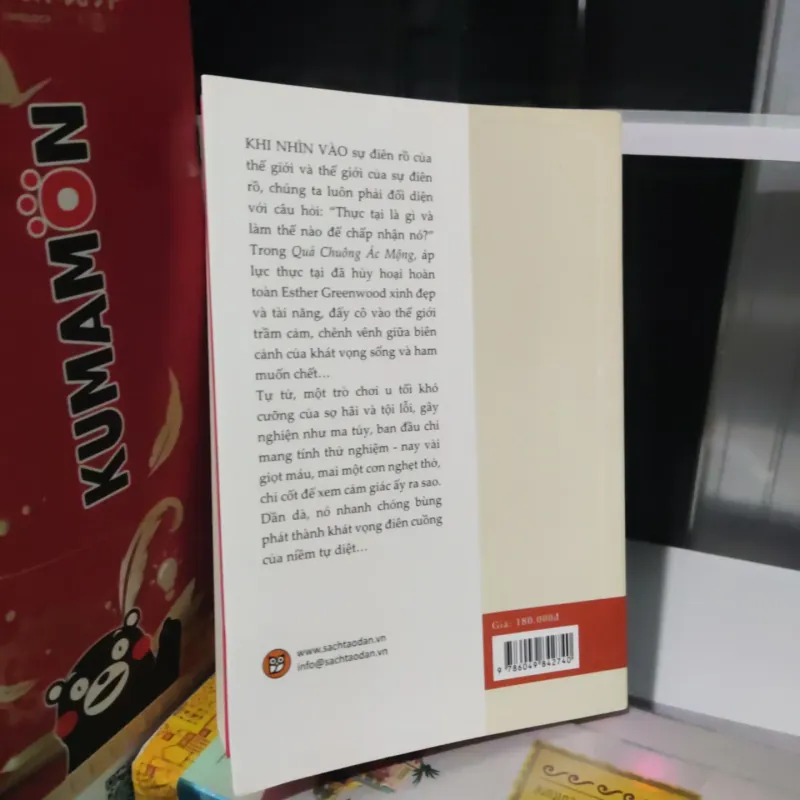 KUMAMON
KHI NHÌN VÀO sự điên rồ của
thế giới và thế giới của sự điên
rồ, chúng ta luôn phải đối diện
với câu hỏi: “Thực tại là gì và
làm thế nào để chấp nhận nó?”
Trong Quả Chuông Ác Mộng, áp
lực thực tại đã hủy hoại hoàn
toàn Esther Greenwood xinh đẹp
và tài năng, đẩy cô vào thế giới
trầm cảm, chênh vênh giữa biên
cảnh của khát vọng sống và ham
muốn chết...
Tự tử, một trò chơi u tối khó
cưỡng của sợ hãi và tội lỗi, gây
nghiện như ma túy, ban đầu chỉ
mang tính thử nghiệm - nay vài
giọt máu, mai một cơn nghẹt thở,
chỉ cốt để xem cảm giác ấy ra sao.
Dần dà, nó nhanh chóng bùng
phát thành khát vọng điên cuồng
của niềm tự diệt...
www.sachtaodan.vn
info@sachtaodan.vn
Giá: 180.000đ
9 786049 842740